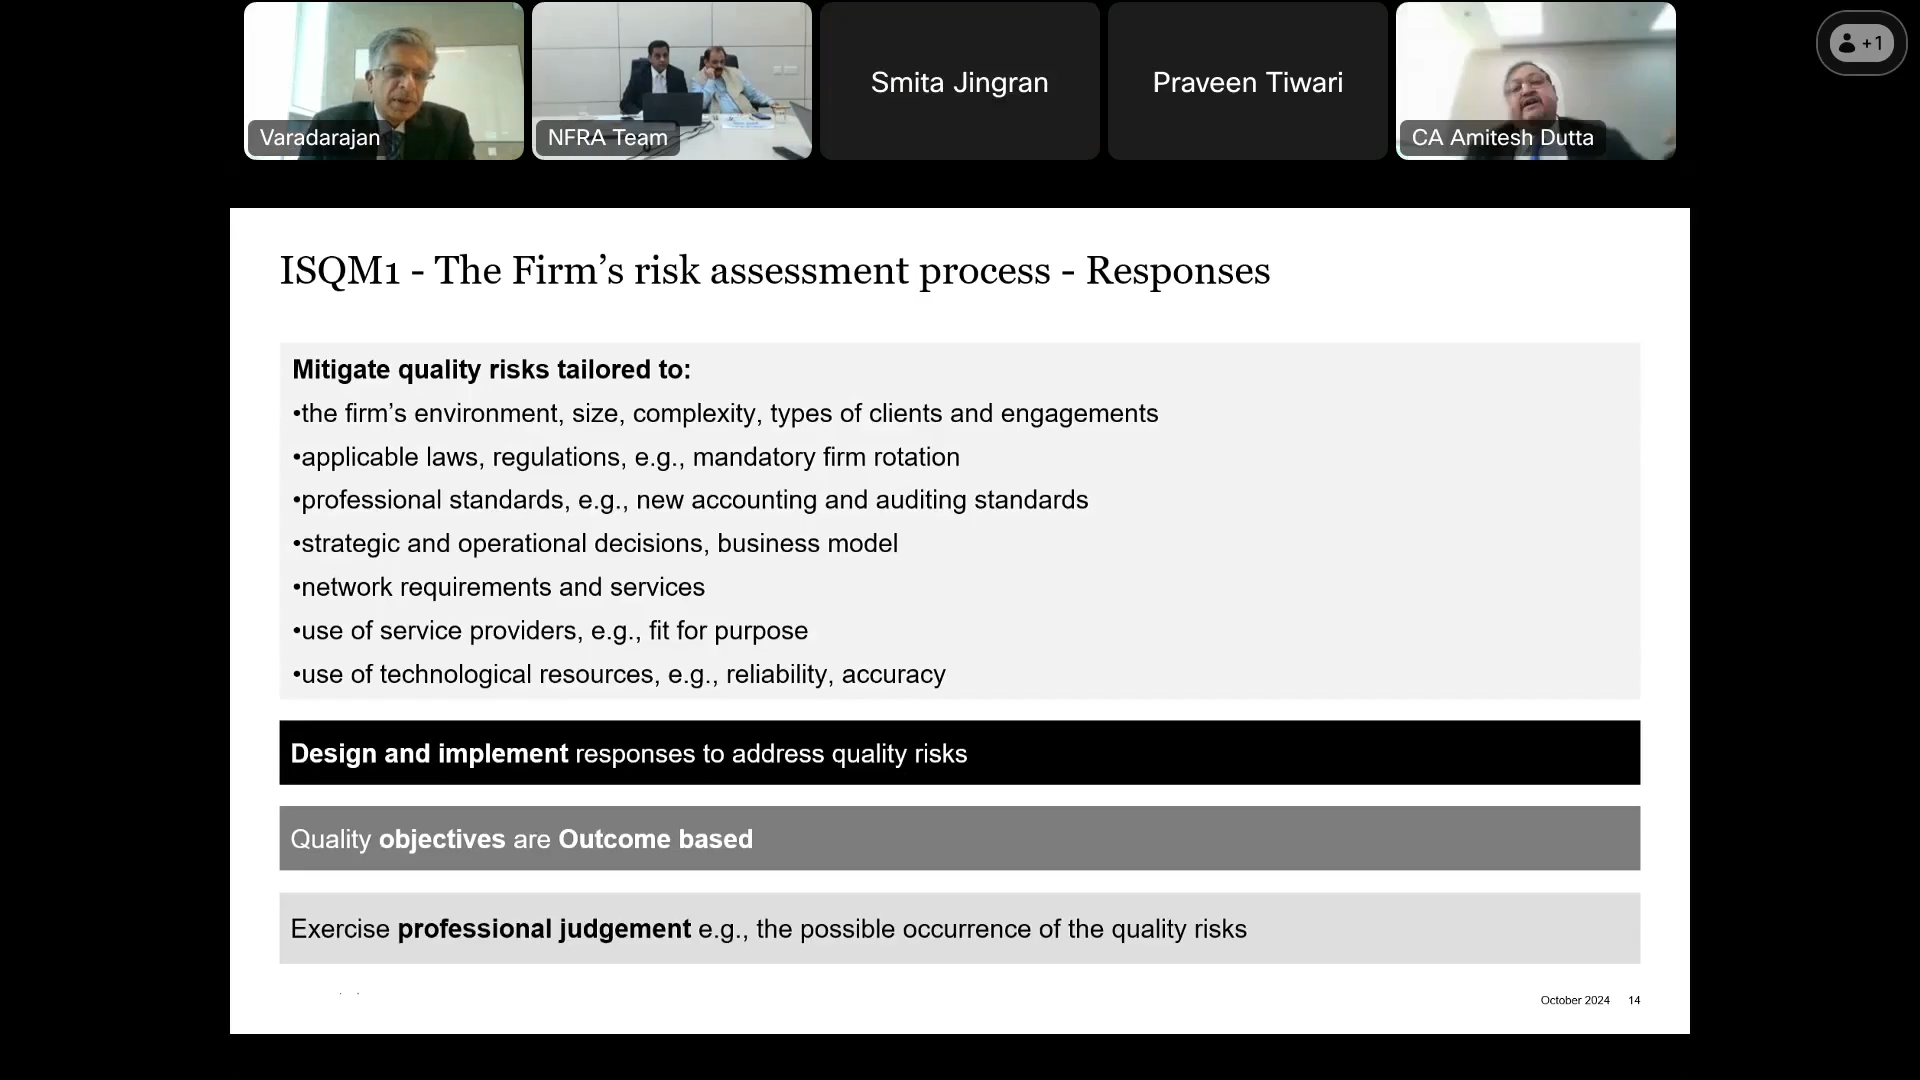 Varadarajan
NFRA Team
Smita Jingran
Praveen Tiwari
CA Amitesh Dutta
+1
ISQM1 - The Firm’s risk assessment process - Responses
Mitigate quality risks tailored to:
•the firm’s environment, size, complexity, types of clients and engagements
•applicable laws, regulations, e.g., mandatory firm rotation
•professional standards, e.g., new accounting and auditing standards
•strategic and operational decisions, business model
•network requirements and services
•use of service providers, e.g., fit for purpose
•use of technological resources, e.g., reliability, accuracy
Design and implement responses to address quality risks
Quality objectives are Outcome based
Exercise professional judgement e.g., the possible occurrence of the quality risks
October 2024 14